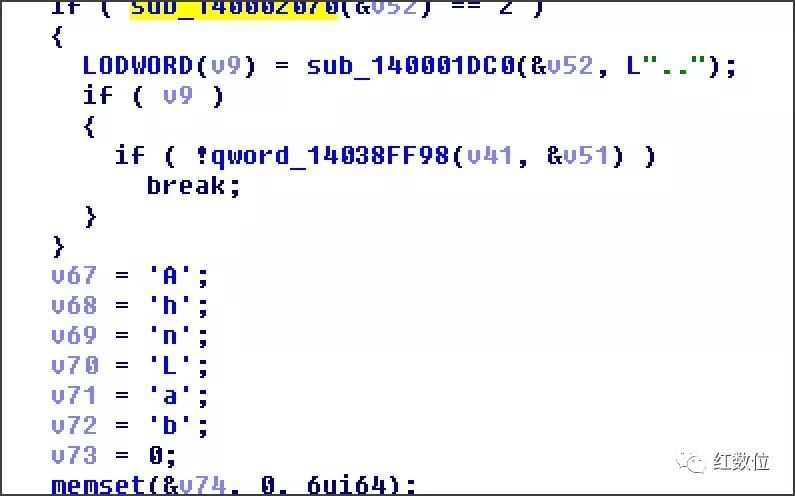 if ( sub_140002070(&v52) == 2 )
{
LODWORD(v9) = sub_140001DC0(&v52, L"..");
if ( v9 )
{
if ( !qword_14038FF98(v41, &v51) )
break;
}
}
v67 = 'A';
v68 = 'h';
v69 = 'n';
v70 = 'L';
v71 = 'a';
v72 = 'b';
v73 = 0;
memset(&v74, 0, 6ui64);
红数位